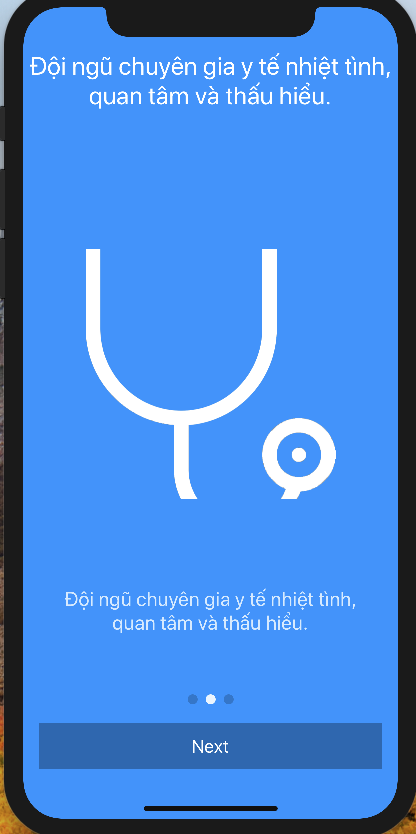 Đội ngũ chuyên gia y tế nhiệt tình,
quan tâm và thấu hiểu.
Đội ngũ chuyên gia y tế nhiệt tình,
quan tâm và thấu hiểu.
Next